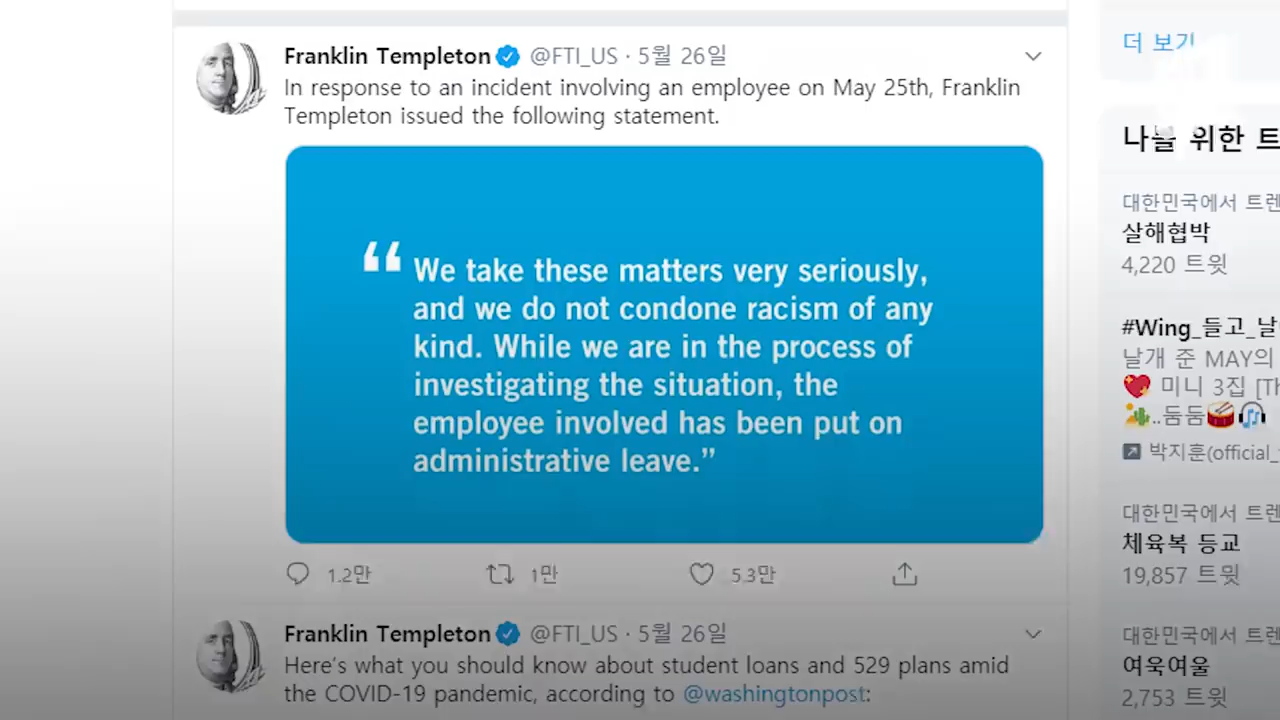 Franklin Templeton @FTI_US · 5월 26일
In response to an incident involving an employee on May 25th, Franklin
Templeton issued the following statement.
“ We take these matters very seriously,
and we do not condone racism of any
kind. While we are in the process of
investigating the situation, the
employee involved has been put on
administrative leave.”
1.2만 1만 5.3만
Franklin Templeton @FTI_US · 5월 26일
Here's what you should know about student loans and 529 plans amid
the COVID-19 pandemic, according to @washingtonpost:
더 보기
나를 위한 트
대한민국에서 트렌
살해협박
4,220 트윗
#Wing_들고_날
날개 준 MAY의
💖 미니 3집 [Th
🏜️..둠둠🥁🎧
박지훈(official_
대한민국에서 트렌
체육복 등교
19,857 트윗
대한민국에서 트렌
여욱여울
2,753 트윗